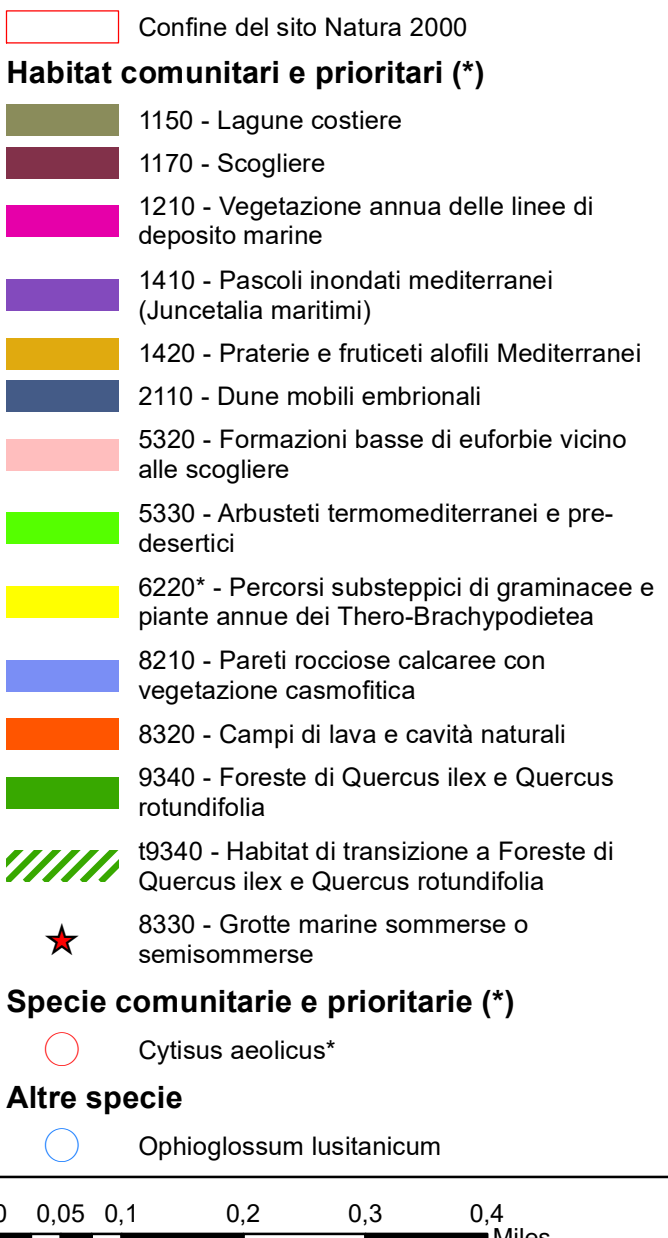 Confine del sito Natura 2000
Habitat comunitari e prioritari (*)
1150 - Lagune costiere
1170 - Scogliere
1210 - Vegetazione annua delle linee di
deposito marine
1410 - Pascoli inondati mediterranei
(Juncetalia maritimi)
1420 - Praterie e fruticeti alofili Mediterranei
2110 - Dune mobili embrionali
5320 - Formazioni basse di euforbie vicino
alle scogliere
5330 - Arbusteti termomediterranei e pre-
desertici
6220* - Percorsi substeppici di graminacee e
piante annue dei Thero-Brachypodietea
8210 - Pareti rocciose calcaree con
vegetazione casmofitica
8320 - Campi di lava e cavità naturali
9340 - Foreste di Quercus ilex e Quercus
rotundifolia
t9340 - Habitat di transizione a Foreste di
Quercus ilex e Quercus rotundifolia
8330 - Grotte marine sommerse o
semisommerse
Specie comunitarie e prioritarie (*)
Cytisus aeolicus*
Altre specie
Ophioglossum lusitanicum
0 0,05 0,1 0,2 0,3 0,4
Miles